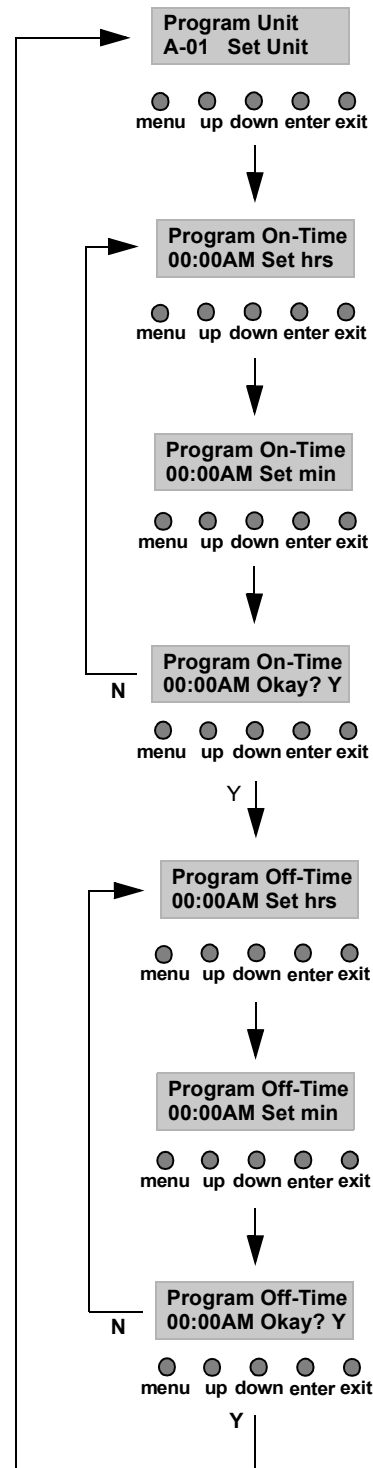 Program Unit
A-01 Set Unit
menu up down enter exit
Program On-Time
00:00AM Set hrs
menu up down enter exit
Program On-Time
00:00AM Set min
menu up down enter exit
Program On-Time
00:00AM Okay? Y
N
menu up down enter exit
Y
Program Off-Time
00:00AM Set hrs
menu up down enter exit
Program Off-Time
00:00AM Set min
menu up down enter exit
Program Off-Time
00:00AM Okay? Y
N
menu up down enter exit
Y